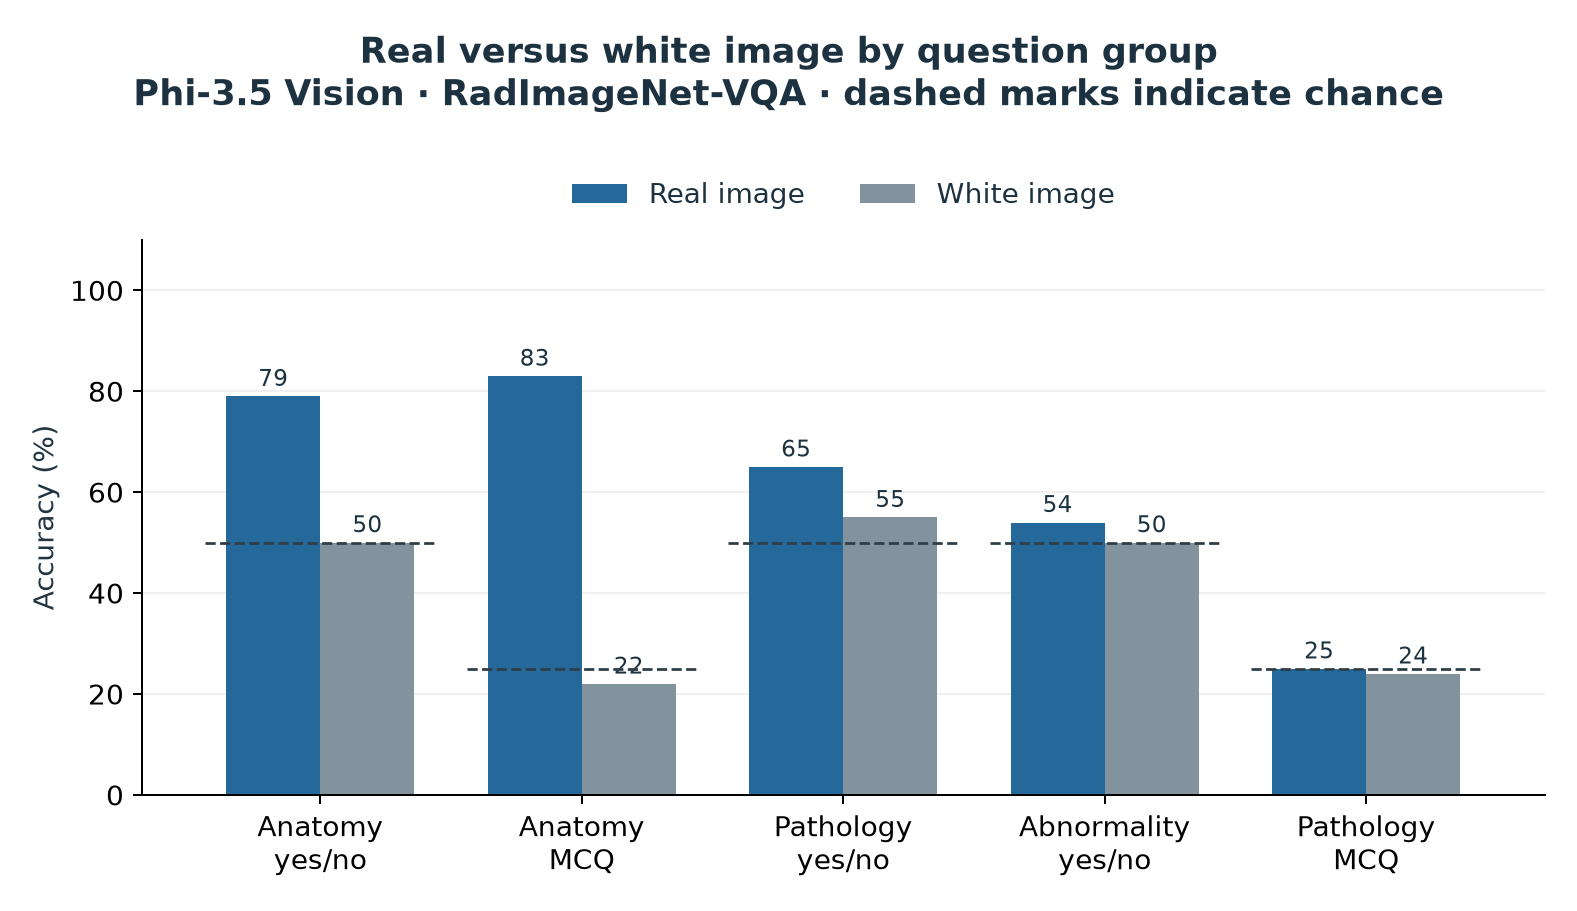 Real versus white image by question group
Phi-3.5 Vision · RadImageNet-VQA · dashed marks indicate chance
Real image
White image
Accuracy (%)
100
80
60
40
20
0
79
50
83
22
65
55
54
50
25
24
Anatomy
yes/no
Anatomy
MCQ
Pathology
yes/no
Abnormality
yes/no
Pathology
MCQ